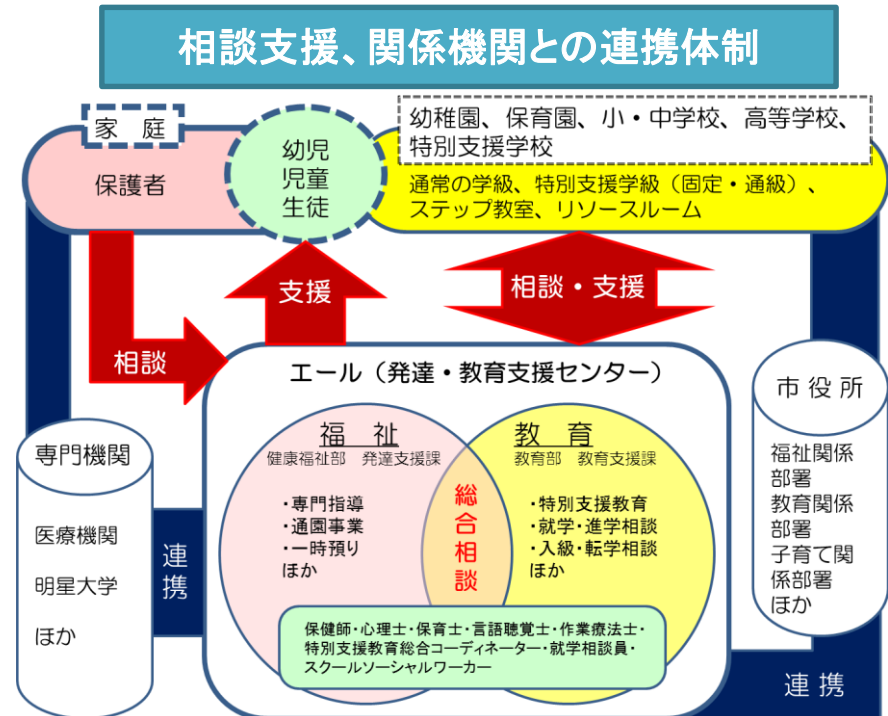 相談支援、関係機関との連携体制
家　庭
保護者
幼児
児童
生徒
幼稚園、保育園、小・中学校、高等学校、
特別支援学校
通常の学級、特別支援学級（固定・通級）、
ステップ教室、リソースルーム
支援
相談・支援
相談
エール（発達・教育支援センター）
福　祉
健康福祉部　発達支援課
・専門指導
・通園事業
・一時預り
ほか
総合相談
教　育
教育部　教育支援課
・特別支援教育
・就学・進学相談
・入級・転学相談
ほか
保健師・心理士・保育士・言語聴覚士・作業療法士・
特別支援教育総合コーディネーター・就学相談員・
スクールソーシャルワーカー
専門機関
医療機関
明星大学
ほか
連携
市 役 所
福祉関係
部署
教育関係
部署
子育て関
係部署
ほか
連 携